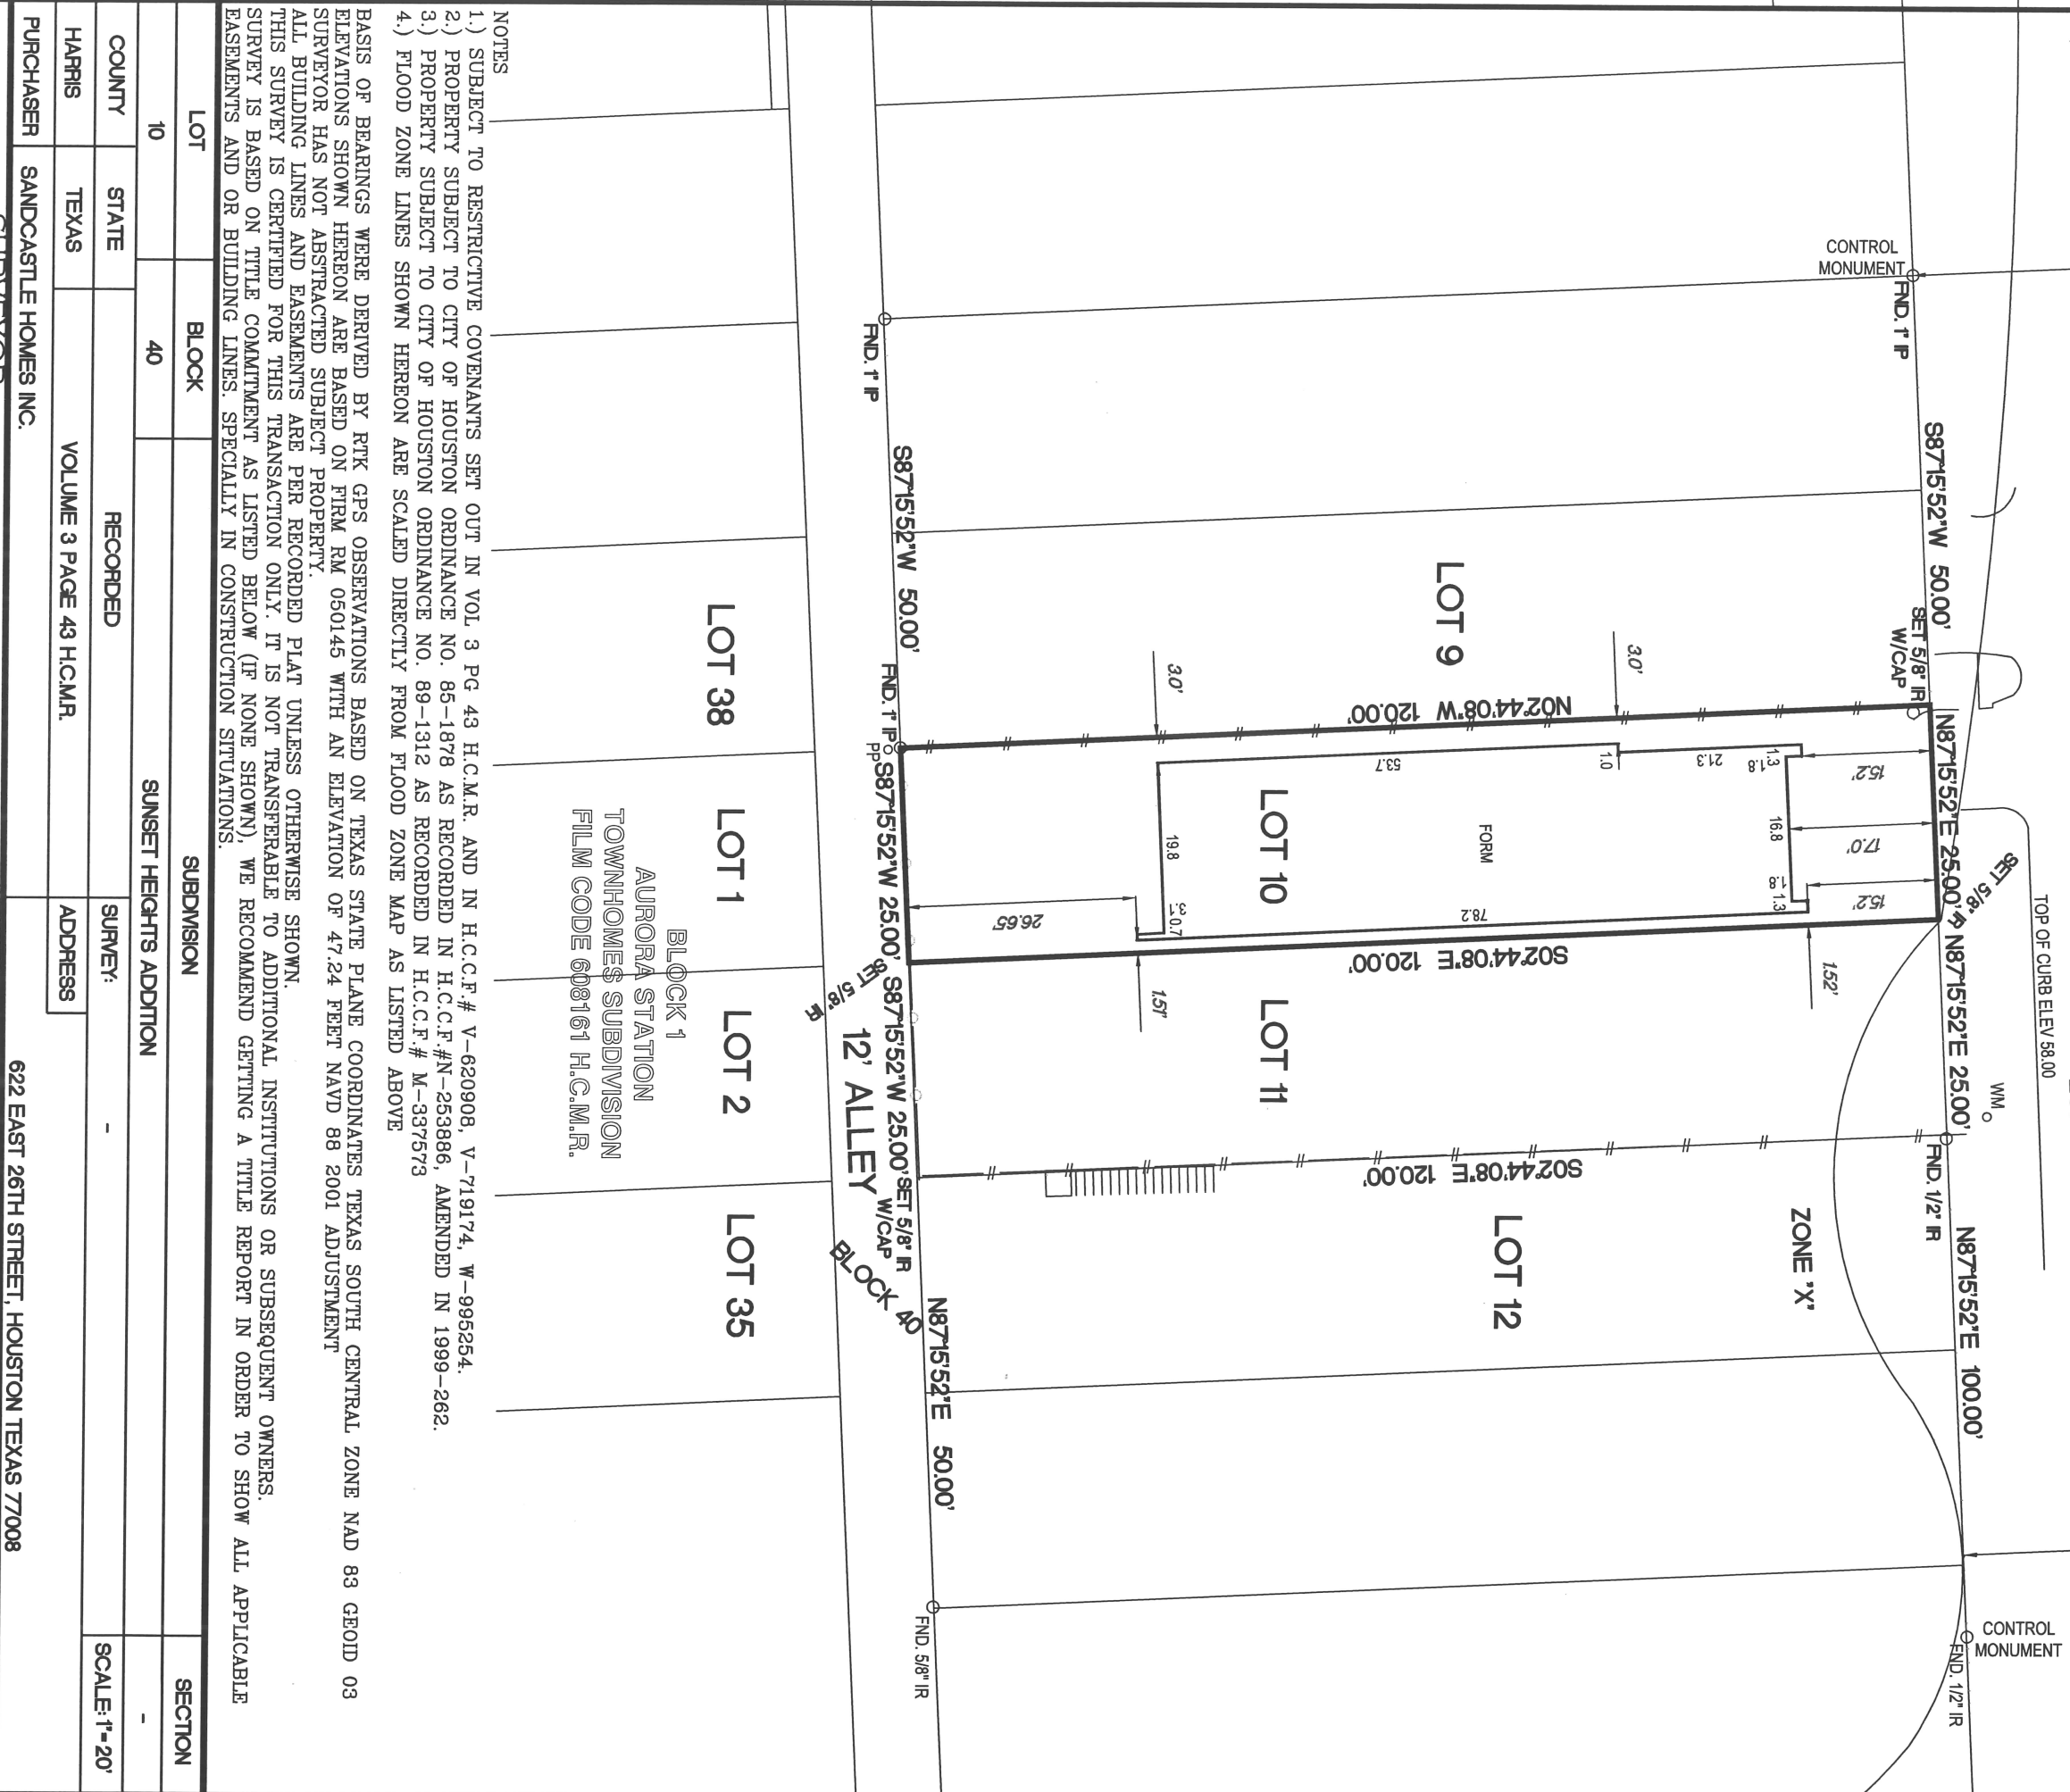 CONTROL
MONUMENT
FND. 1" IP
S87°15'52"W 50.00'
SET 5/8" IR
W/CAP
N87°15'52"E 25.00'
SET 5/8" IR
TOP OF CURB ELEV 58.00
N87°15'52"E 25.00'
WM
FND. 1/2" IR
N87°15'52"E 100.00'
CONTROL
MONUMENT
FND. 1/2" IR
ZONE "X"
LOT 9
3.0'
3.0'
N02°44'08"W 120.00'
15.2'
17.0'
15.2'
1.3
1.8
16.8
1.8
1.3
21.3
1.0
53.7
FORM
78.2
LOT 10
19.8
0.7
26.65'
S02°44'08"E 120.00'
1.52'
1.51'
LOT 11
S02°44'08"E 120.00'
LOT 12
FND. 1" IP
S87°15'52"W 50.00'
FND. 1" IP
PP
S87°15'52"W 25.00'
SET 5/8" IR
S87°15'52"W 25.00'
SET 5/8" IR
W/CAP
12' ALLEY
BLOCK 40
N87°15'52"E 50.00'
FND. 5/8" IR
LOT 38
LOT 1
LOT 2
LOT 35
BLOCK 1
AURORA STATION
TOWNHOMES SUBDIVISION
FILM CODE 608161 H.C.M.R.
NOTES
1.) SUBJECT TO RESTRICTIVE COVENANTS SET OUT IN VOL 3 PG 43 H.C.M.R. AND IN H.C.C.F.# V-620908, V-719174, W-995254.
2.) PROPERTY SUBJECT TO CITY OF HOUSTON ORDINANCE NO. 85-1878 AS RECORDED IN H.C.C.F.#N-253886, AMENDED IN 1999-262.
3.) PROPERTY SUBJECT TO CITY OF HOUSTON ORDINANCE NO. 89-1312 AS RECORDED IN H.C.C.F.# M-337573
4.) FLOOD ZONE LINES SHOWN HEREON ARE SCALED DIRECTLY FROM FLOOD ZONE MAP AS LISTED ABOVE
BASIS OF BEARINGS WERE DERIVED BY RTK GPS OBSERVATIONS BASED ON TEXAS STATE PLANE COORDINATES TEXAS SOUTH CENTRAL ZONE NAD 83 GEOID 03
ELEVATIONS SHOWN HEREON ARE BASED ON FIRM RM 050145 WITH AN ELEVATION OF 47.24 FEET NAVD 88 2001 ADJUSTMENT
SURVEYOR HAS NOT ABSTRACTED SUBJECT PROPERTY.
ALL BUILDING LINES AND EASEMENTS ARE PER RECORDED PLAT UNLESS OTHERWISE SHOWN.
THIS SURVEY IS CERTIFIED FOR THIS TRANSACTION ONLY. IT IS NOT TRANSFERABLE TO ADDITIONAL INSTITUTIONS OR SUBSEQUENT OWNERS.
SURVEY IS BASED ON TITLE COMMITMENT AS LISTED BELOW (IF NONE SHOWN), WE RECOMMEND GETTING A TITLE REPORT IN ORDER TO SHOW ALL APPLICABLE
EASEMENTS AND OR BUILDING LINES. SPECIALLY IN CONSTRUCTION SITUATIONS.
LOT BLOCK SUBDIVISION SECTION
10 40 SUNSET HEIGHTS ADDITION -
COUNTY STATE RECORDED SURVEY: - SCALE: 1"= 20'
HARRIS TEXAS VOLUME 3 PAGE 43 H.C.M.R. ADDRESS
PURCHASER SANDCASTLE HOMES INC. 622 EAST 26TH STREET, HOUSTON TEXAS 77008